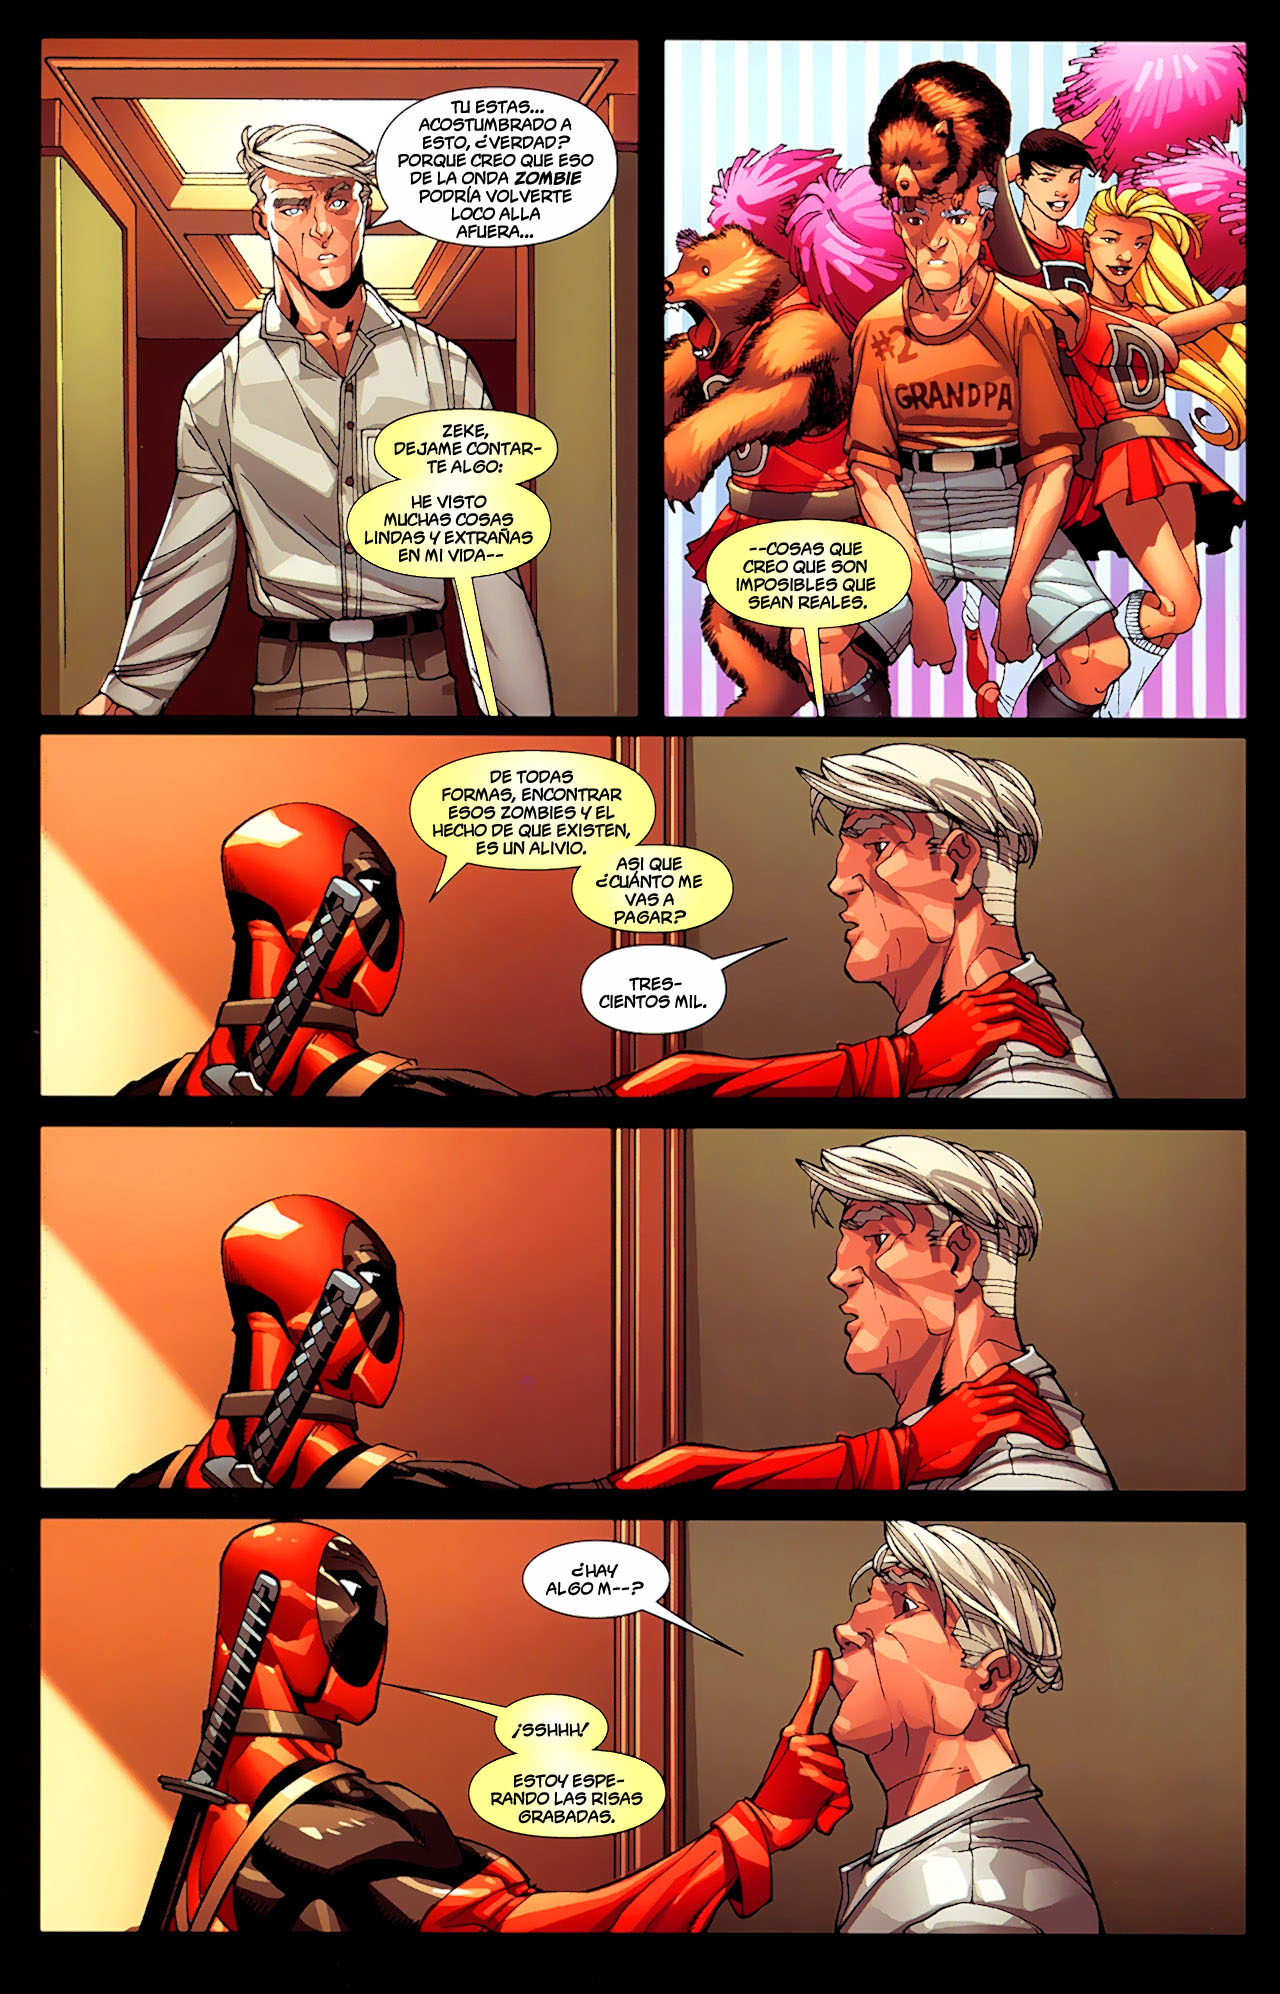 TU ESTAS...
ACOSTUMBRADO A
ESTO, ¿VERDAD?
PORQUE CREO QUE ESO
DE LA ONDA ZOMBIE
PODRÍA VOLVERTE
LOCO ALLA
AFUERA...
ZEKE,
DEJAME CONTAR-
TE ALGO:
HE VISTO
MUCHAS COSAS
LINDAS Y EXTRAÑAS
EN MI VIDA--
#2
GRANDPA
D
D
--COSAS QUE
CREO QUE SON
IMPOSIBLES QUE
SEAN REALES.
DE TODAS
FORMAS, ENCONTRAR
ESOS ZOMBIES Y EL
HECHO DE QUE EXISTEN,
ES UN ALIVIO.
ASI QUE
¿CUÁNTO ME
VAS A
PAGAR?
TRES-
CIENTOS MIL.
¿HAY
ALGO M--?
¡SSHHH!
ESTOY ESPE-
RANDO LAS RISAS
GRABADAS.